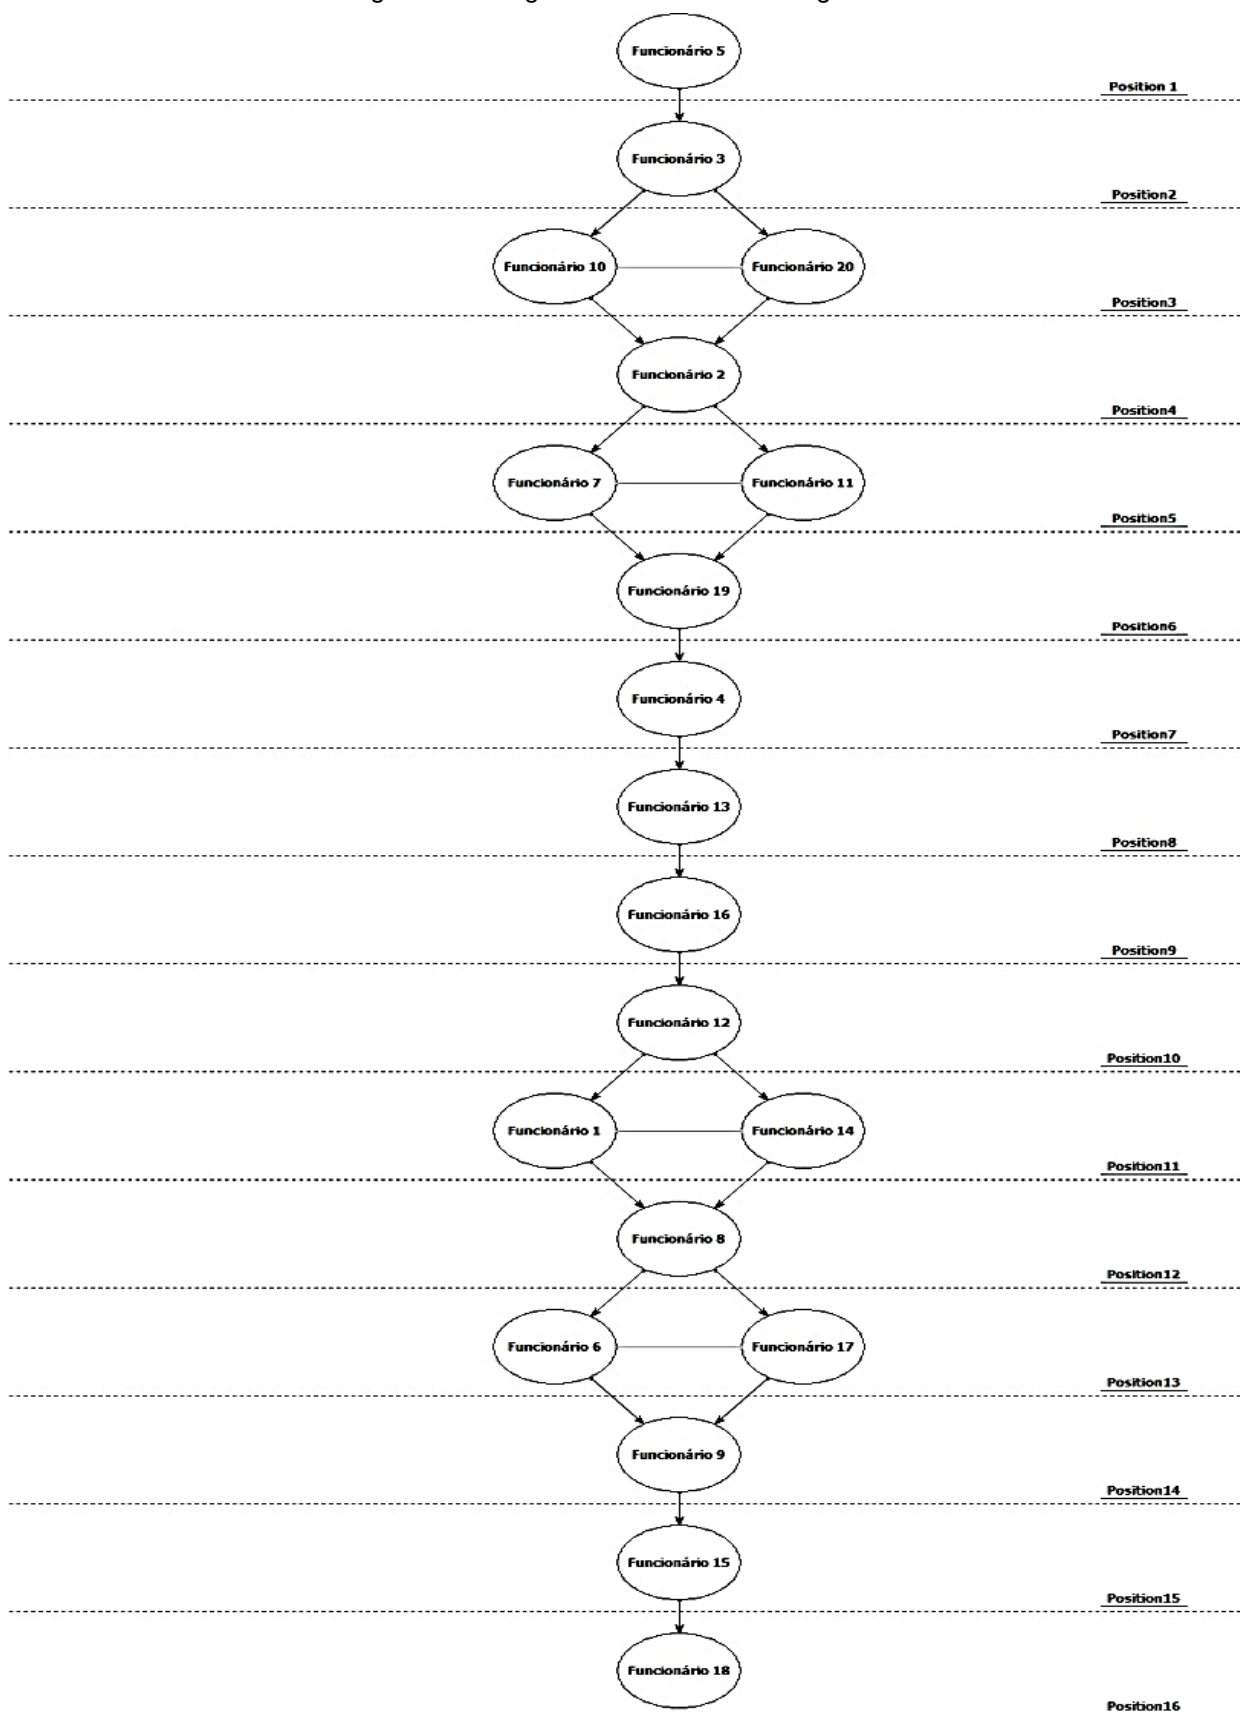 Funcionário 5
Position 1
Funcionário 3
Position2
Funcionário 10 Funcionário 20
Position3
Funcionário 2
Position4
Funcionário 7 Funcionário 11
Position5
Funcionário 19
Position6
Funcionário 4
Position7
Funcionário 13
Position8
Funcionário 16
Position9
Funcionário 12
Position10
Funcionário 1 Funcionário 14
Position11
Funcionário 8
Position12
Funcionário 6 Funcionário 17
Position13
Funcionário 9
Position14
Funcionário 15
Position15
Funcionário 18
Position16